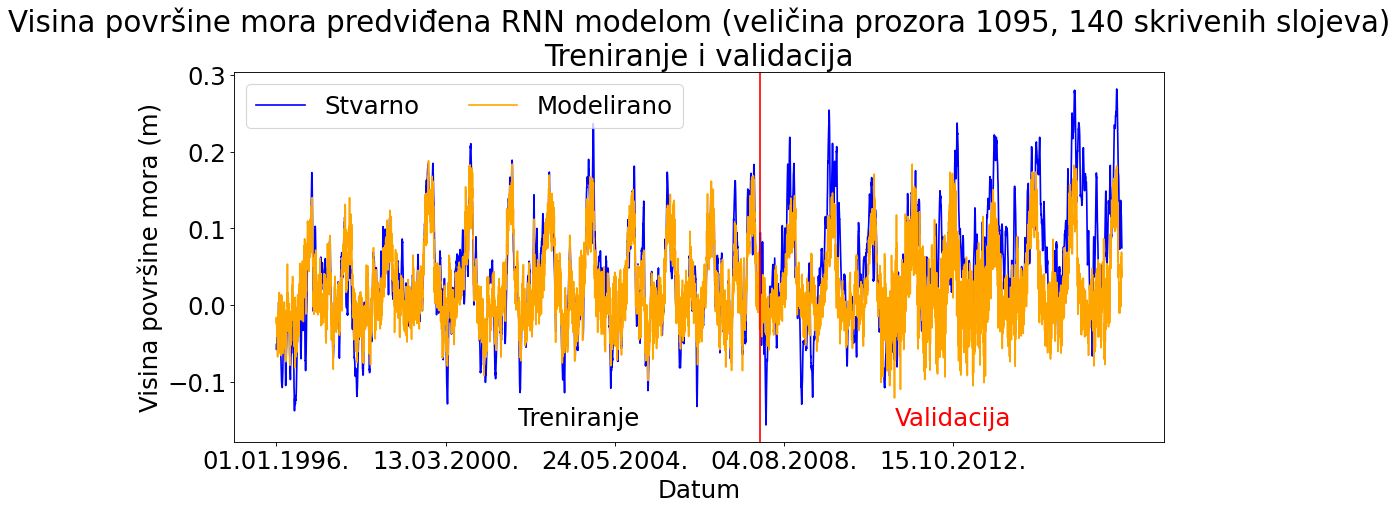 Visina površine mora predviđena RNN modelom (veličina prozora 1095, 140 skrivenih slojeva)
Treniranje i validacija
Stvarno
Modelirano
Visina površine mora (m)
0.3
0.2
0.1
0.0
−0.1
Treniranje
Validacija
01.01.1996.
13.03.2000.
24.05.2004.
04.08.2008.
15.10.2012.
Datum